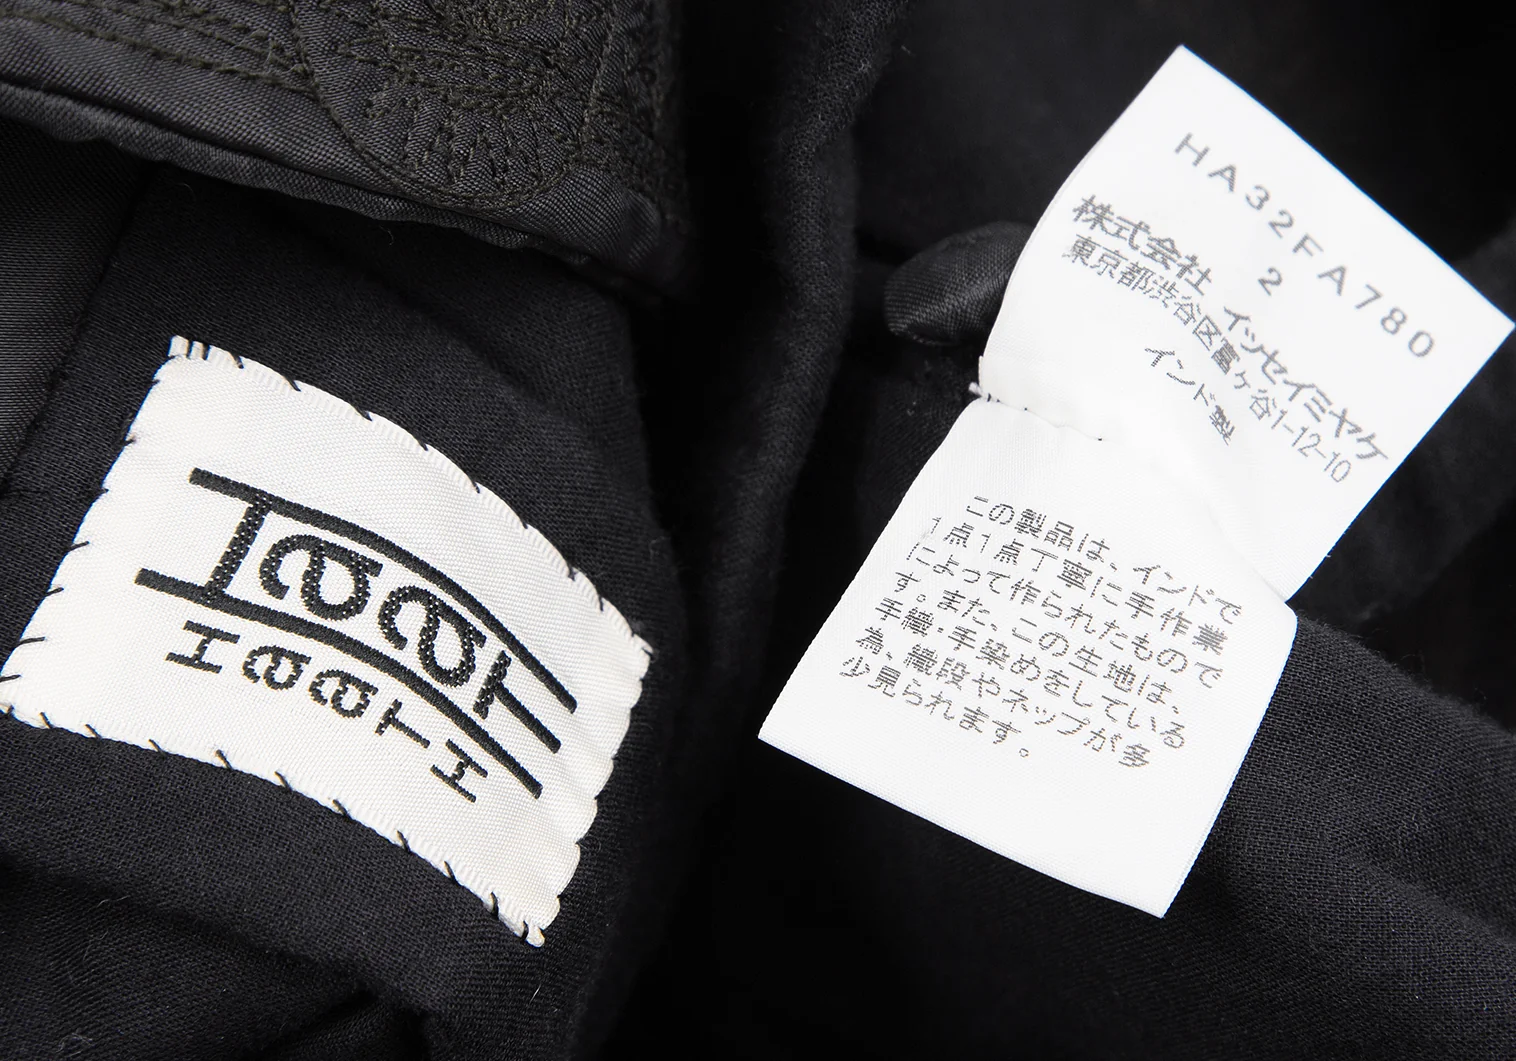 HaaT
HaaT
HA32FA780
2
株式会社 イッセイミヤケ
東京都渋谷区富ヶ谷1-12-10
インド製
この製品は、インドで
1点1点丁寧に手作業
によって作られたもので
す。また、この生地は、
手織・手染めをしている
為、織段やネップが多
少見られます。